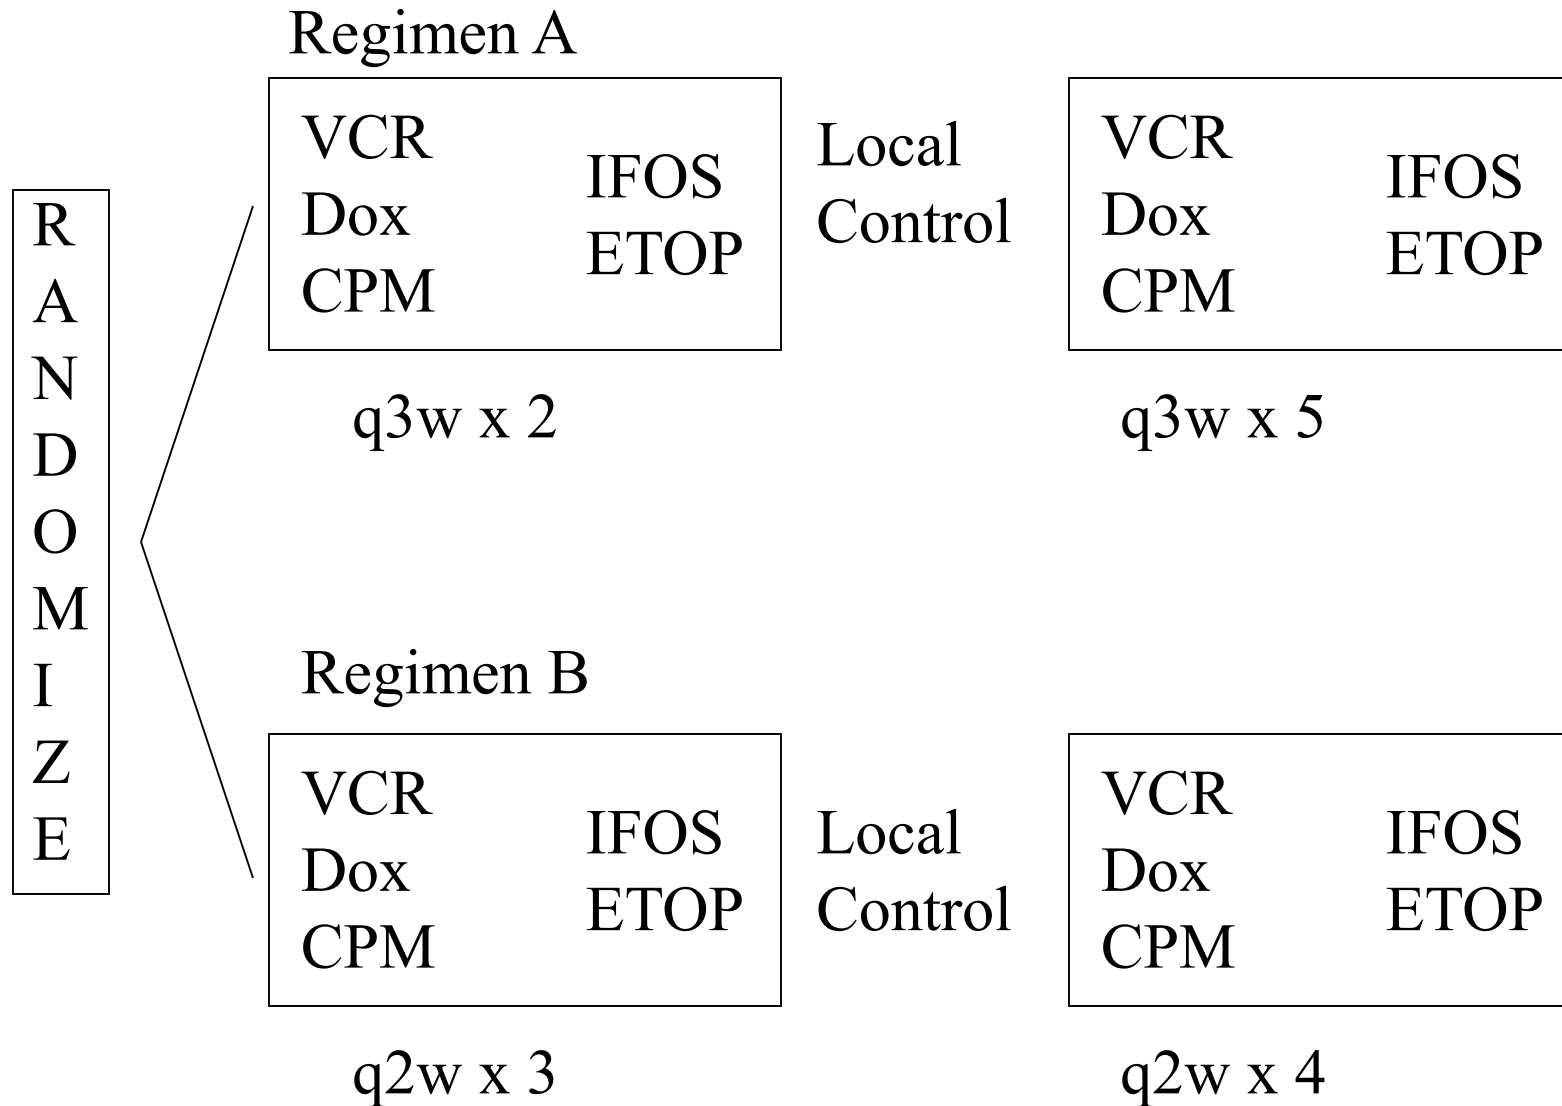 Regimen A
R
A
N
D
O
M
I
Z
E
VCR
Dox
CPM
IFOS
ETOP
q3w x 2
Local
Control
VCR
Dox
CPM
IFOS
ETOP
q3w x 5
Regimen B
VCR
Dox
CPM
IFOS
ETOP
q2w x 3
Local
Control
VCR
Dox
CPM
IFOS
ETOP
q2w x 4